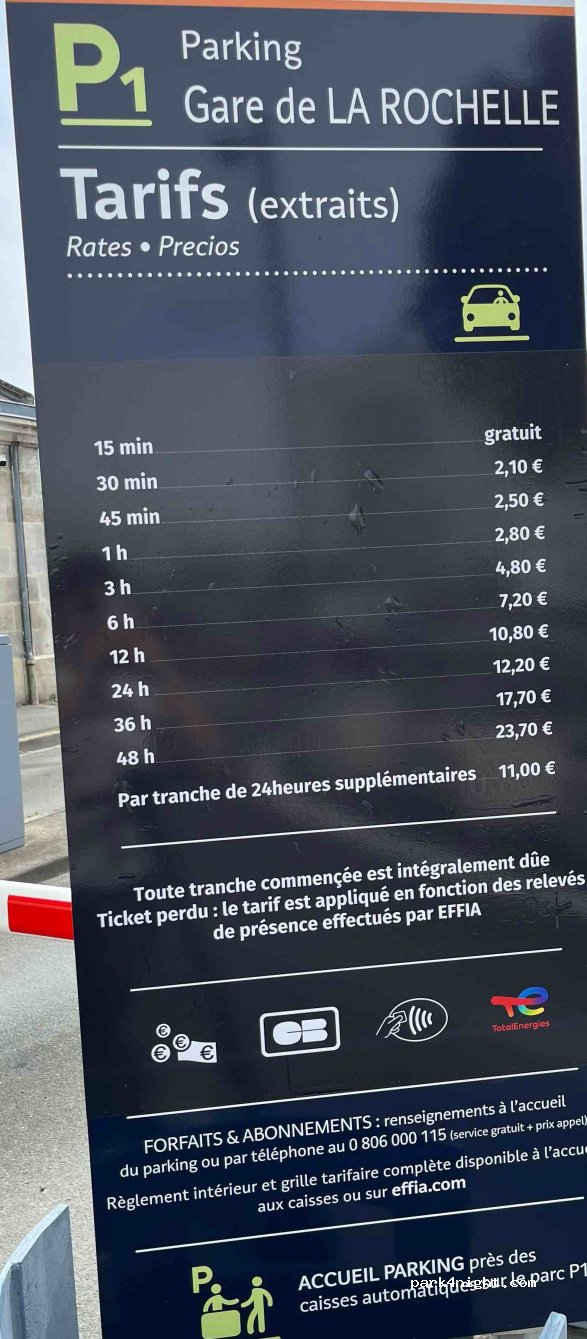 P1
Parking
Gare de LA ROCHELLE
Tarifs (extraits)
Rates • Precios
15 min gratuit
30 min 2,10 €
45 min 2,50 €
1 h 2,80 €
3 h 4,80 €
6 h 7,20 €
12 h 10,80 €
24 h 12,20 €
36 h 17,70 €
48 h 23,70 €
Par tranche de 24heures supplémentaires 11,00 €
Toute tranche commençée est intégralement dûe
Ticket perdu : le tarif est appliqué en fonction des relevés
de présence effectués par EFFIA
€ € € €
CB
TotalEnergies
FORFAITS & ABONNEMENTS : renseignements à l'accueil
du parking ou par téléphone au 0 806 000 115 (service gratuit + prix appel)
Règlement intérieur et grille tarifaire complète disponible à l'accu
aux caisses ou sur effia.com
P
ACCUEIL PARKING près des
caisses automatiques le parc P1